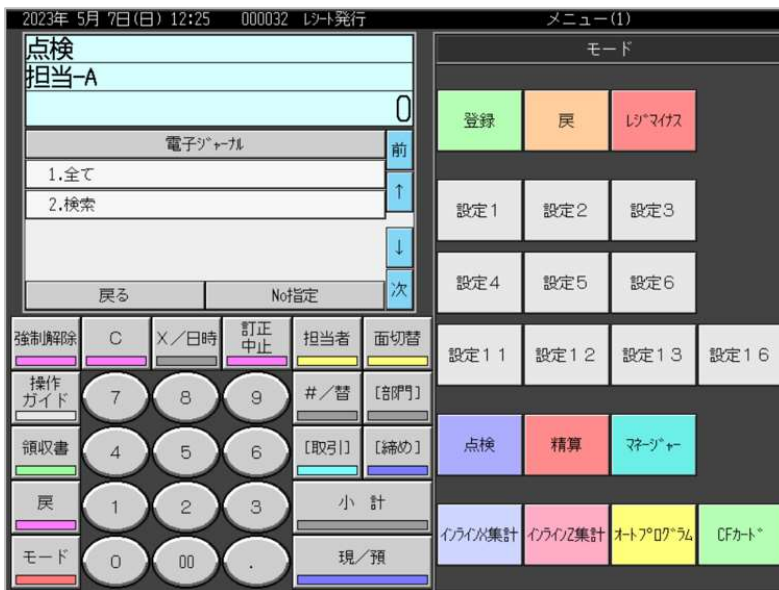 2023年 5月 7日(日) 12:25 000032 ﾚｼｰﾄ発行 メニュー(1)
点検
担当-A
0
電子ｼﾞｬｰﾅﾙ 前
1.全て
↑
2.検索
↓
戻る No指定 次
強制解除 C X／日時 訂正中止 担当者 面切替
操作ガイド 7 8 9 #／替 [部門]
領収書 4 5 6 [取引] [締め]
戻 1 2 3 小 計
モード 0 00 . 現／預
モード
登録 戻 ﾚｼﾞﾏｲﾅｽ
設定1 設定2 設定3
設定4 設定5 設定6
設定11 設定12 設定13 設定16
点検 精算 ﾏﾈｰｼﾞｬｰ
ｲﾝﾗｲﾝX集計 ｲﾝﾗｲﾝZ集計 ｵｰﾄﾌﾟﾛｸﾞﾗﾑ CFｶｰﾄﾞ